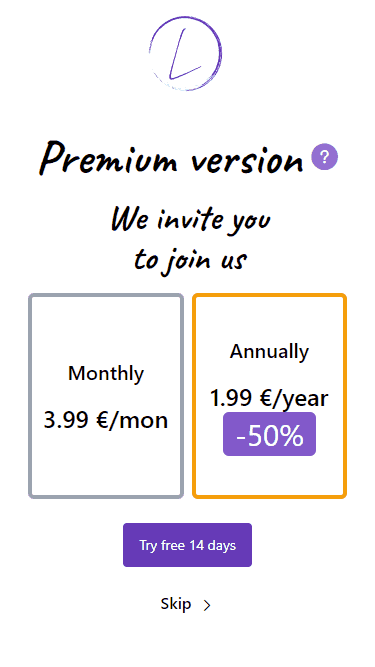 L
Premium version ?
We invite you
to join us
Monthly
3.99 €/mon
Annually
1.99 €/year
-50%
Try free 14 days
Skip